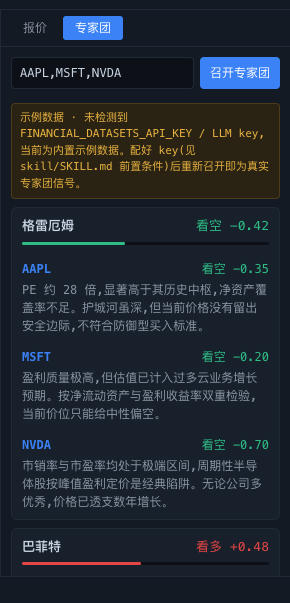 报价 专家团
AAPL,MSFT,NVDA 召开专家团
示例数据 · 未检测到
FINANCIAL_DATASETS_API_KEY / LLM key,
当前为内置示例数据。配好 key(见
skill/SKILL.md 前置条件)后重新召开即为真实
专家团信号。
格雷厄姆 看空 -0.42
AAPL 看空 -0.35
PE 约 28 倍,显著高于其历史中枢,净资产覆
盖率不足。护城河虽深,但当前价格没有留出
安全边际,不符合防御型买入标准。
MSFT 看空 -0.20
盈利质量极高,但估值已计入过多云业务增长
预期。按净流动资产与盈利收益率双重检验,
当前价位只能给中性偏空。
NVDA 看空 -0.70
市销率与市盈率均处于极端区间,周期性半导
体股按峰值盈利定价是经典陷阱。无论公司多
优秀,价格已透支数年增长。
巴菲特 看多 +0.48